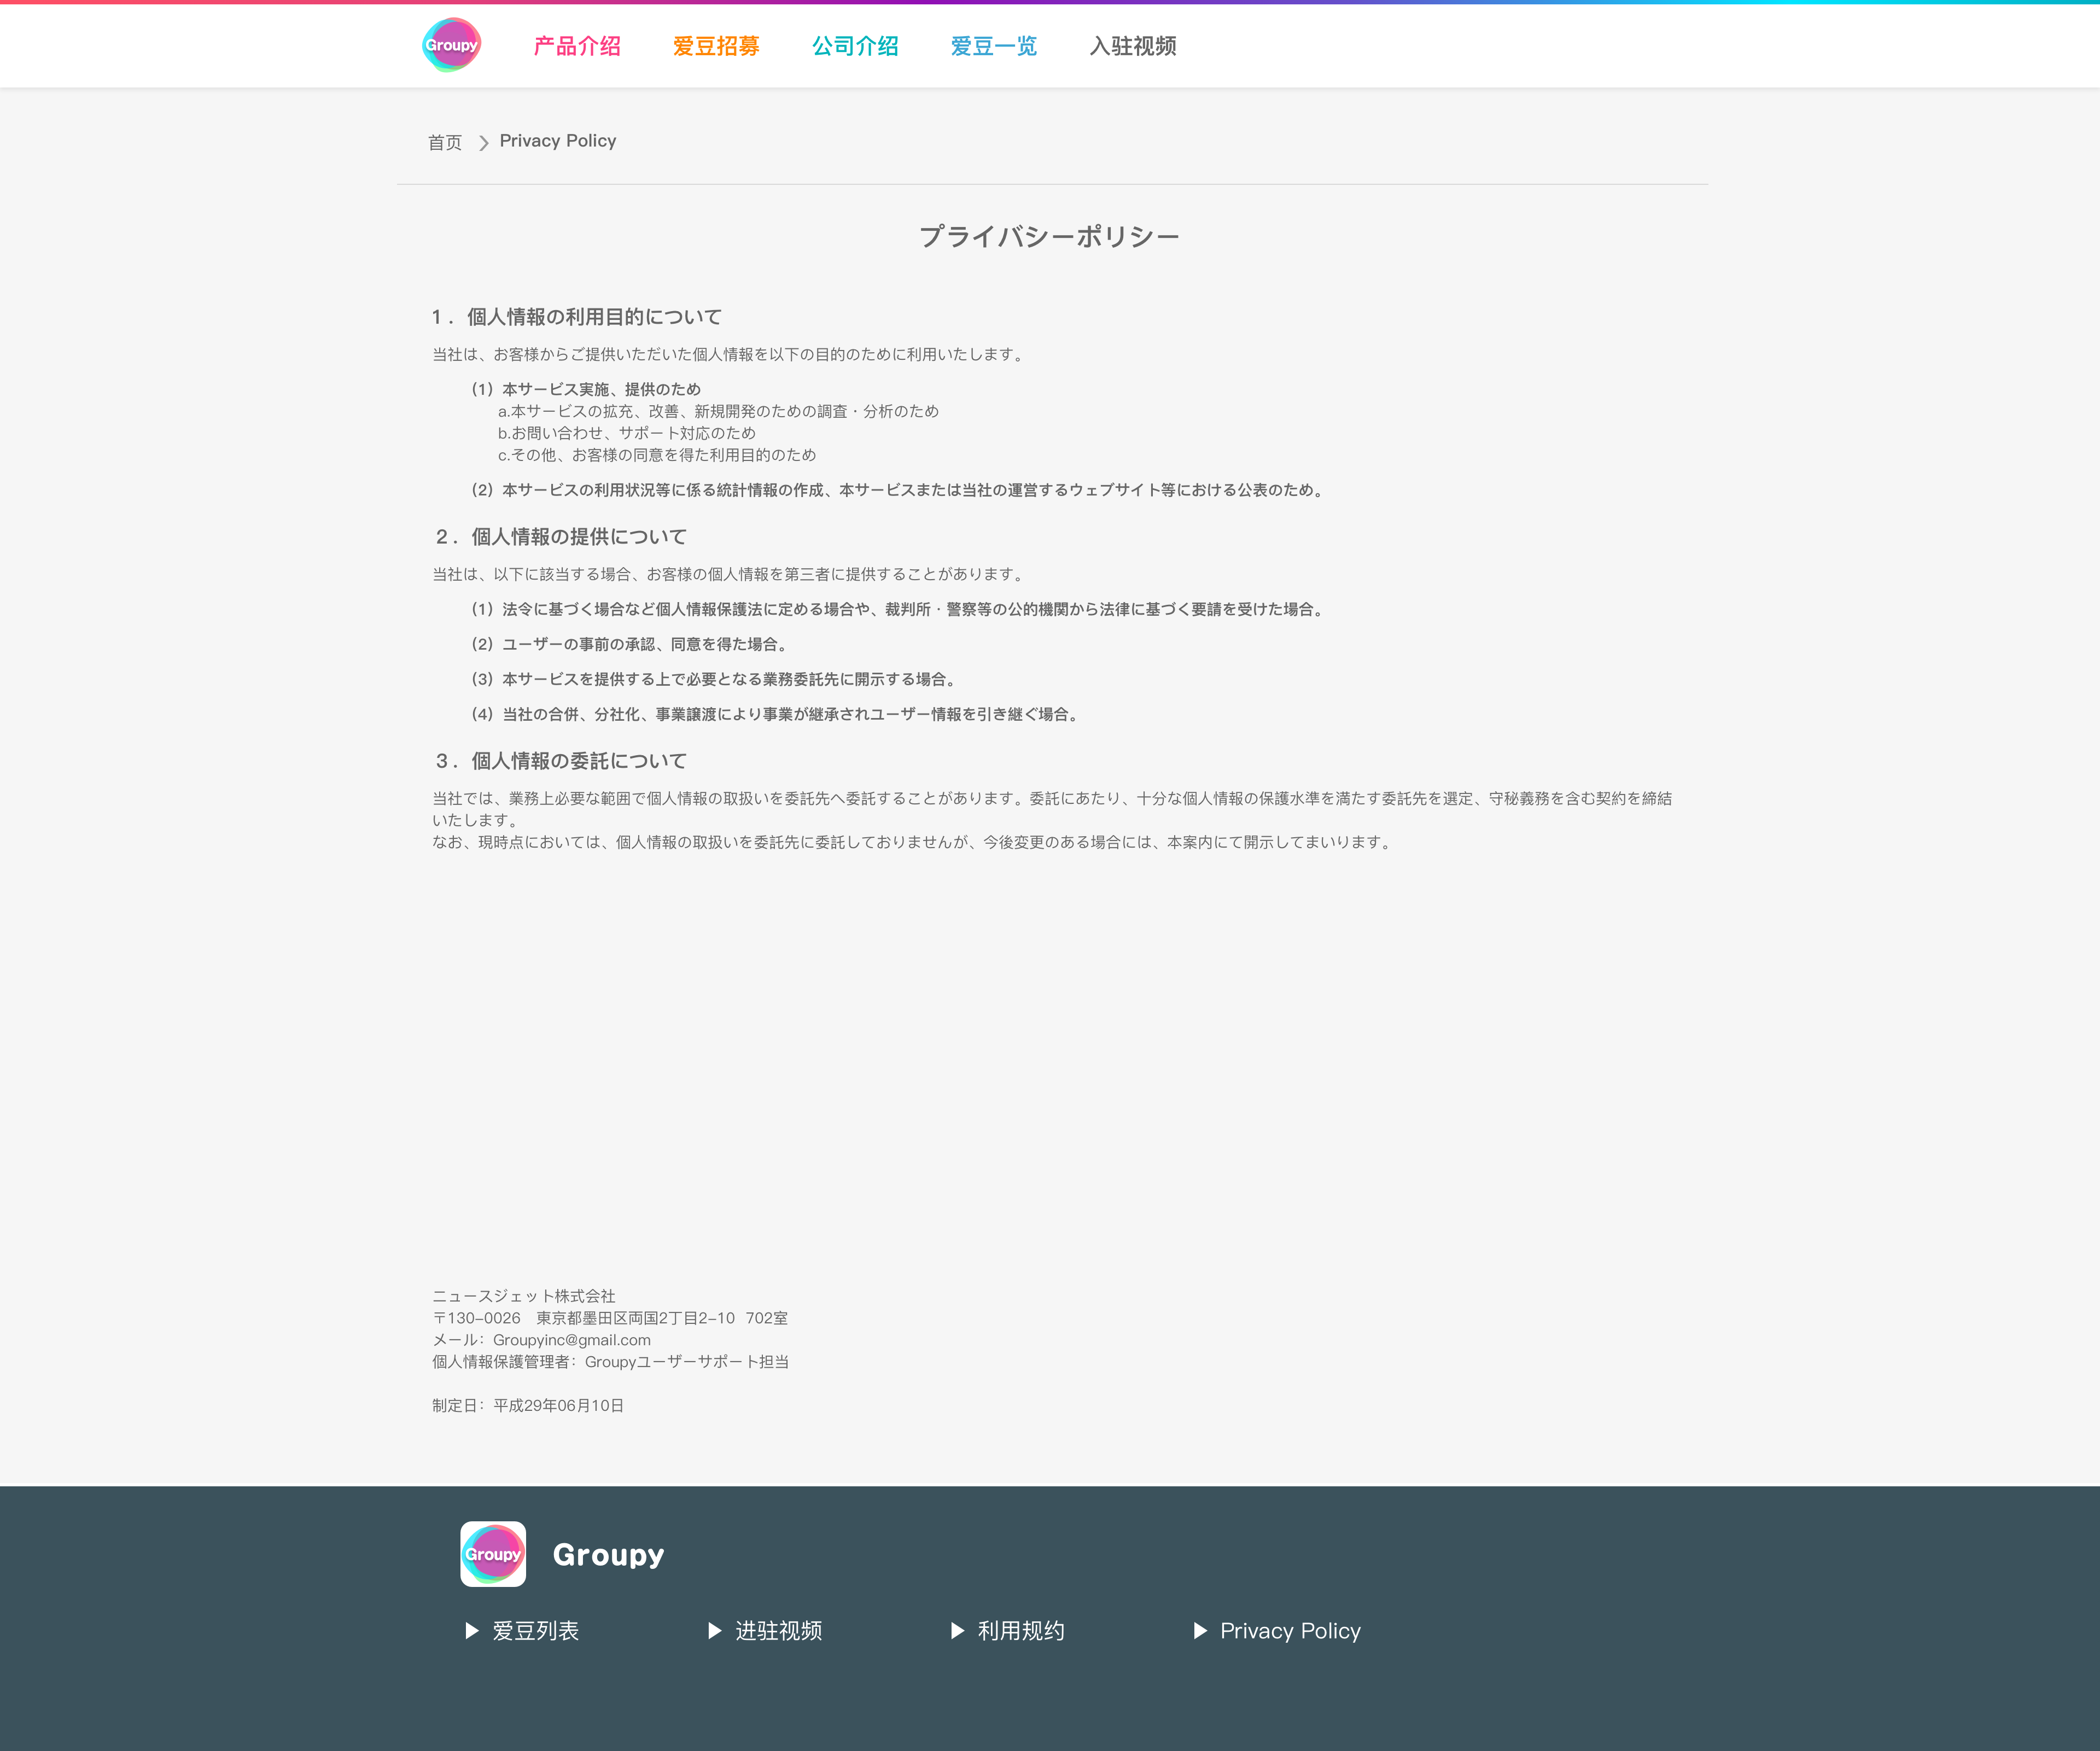 Groupy 产品介绍 爱豆招募 公司介绍 爱豆一览 入驻视频
首页 Privacy Policy
プライバシーポリシー
1． 個人情報の利用目的について
当社は、お客様からご提供いただいた個人情報を以下の目的のために利用いたします。
（1）本サービス実施、提供のため
a.本サービスの拡充、改善、新規開発のための調査・分析のため
b.お問い合わせ、サポート対応のため
c.その他、お客様の同意を得た利用目的のため
（2）本サービスの利用状況等に係る統計情報の作成、本サービスまたは当社の運営するウェブサイト等における公表のため。
２． 個人情報の提供について
当社は、以下に該当する場合、お客様の個人情報を第三者に提供することがあります。
（1）法令に基づく場合など個人情報保護法に定める場合や、裁判所・警察等の公的機関から法律に基づく要請を受けた場合。
（2）ユーザーの事前の承認、同意を得た場合。
（3）本サービスを提供する上で必要となる業務委託先に開示する場合。
（4）当社の合併、分社化、事業譲渡により事業が継承されユーザー情報を引き継ぐ場合。
３． 個人情報の委託について
当社では、業務上必要な範囲で個人情報の取扱いを委託先へ委託することがあります。委託にあたり、十分な個人情報の保護水準を満たす委託先を選定、守秘義務を含む契約を締結
いたします。
なお、現時点においては、個人情報の取扱いを委託先に委託しておりませんが、今後変更のある場合には、本案内にて開示してまいります。
ニュースジェット株式会社
〒130-0026　東京都墨田区両国2丁目2-10 702室
メール：Groupyinc@gmail.com
個人情報保護管理者：Groupyユーザーサポート担当
制定日：平成29年06月10日
Groupy Groupy
▶ 爱豆列表 ▶ 进驻视频 ▶ 利用规约 ▶ Privacy Policy